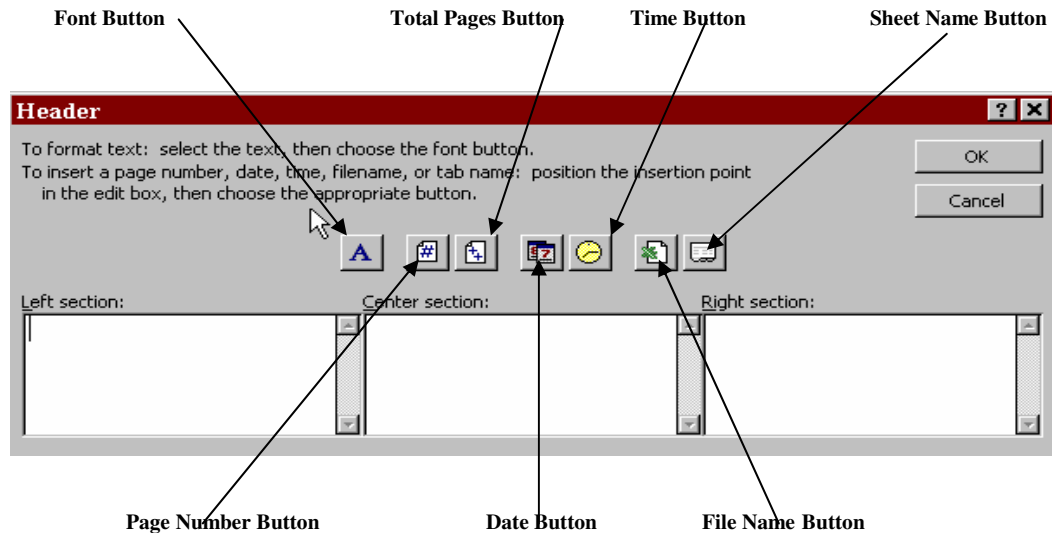 Font Button Total Pages Button Time Button Sheet Name Button
Header
To format text: select the text, then choose the font button.
To insert a page number, date, time, filename, or tab name: position the insertion point
in the edit box, then choose the appropriate button.
OK
Cancel
A # ++ 8 7
Left section: Center section: Right section:
Page Number Button Date Button File Name Button